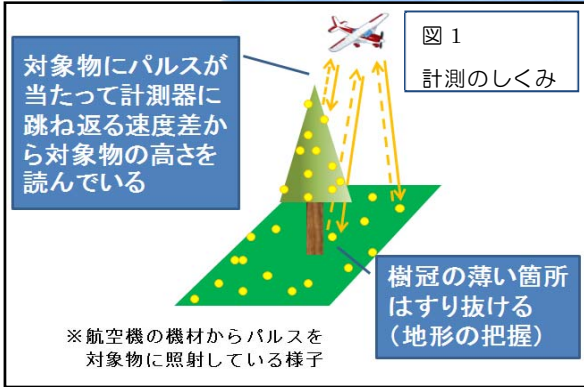 図 1
計測のしくみ
対象物にパルスが
当たって計測器に
跳ね返る速度差か
ら対象物の高さを
読んでいる
樹冠の薄い箇所
はすり抜ける
（地形の把握）
※航空機の機材からパルスを
対象物に照射している様子